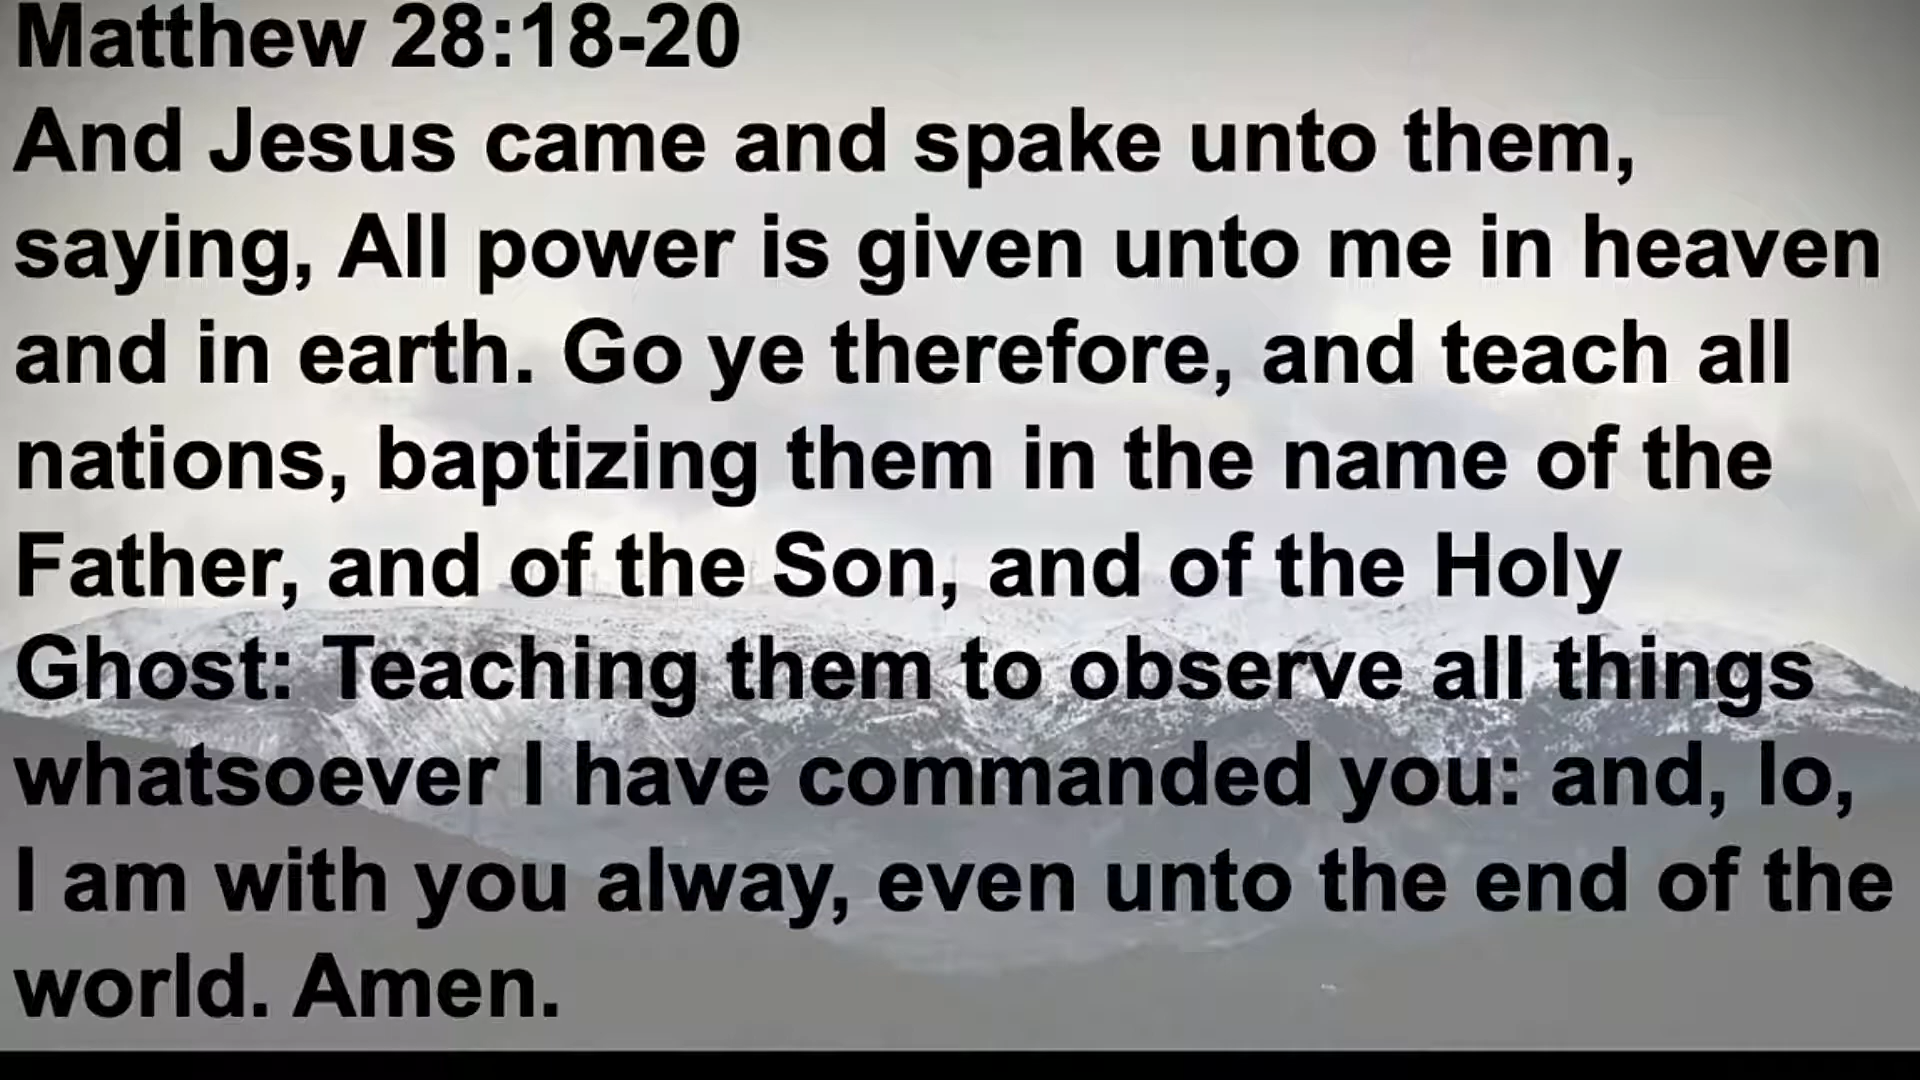 Matthew 28:18-20
And Jesus came and spake unto them,
saying, All power is given unto me in heaven
and in earth. Go ye therefore, and teach all
nations, baptizing them in the name of the
Father, and of the Son, and of the Holy
Ghost: Teaching them to observe all things
whatsoever I have commanded you: and, lo,
I am with you alway, even unto the end of the
world. Amen.